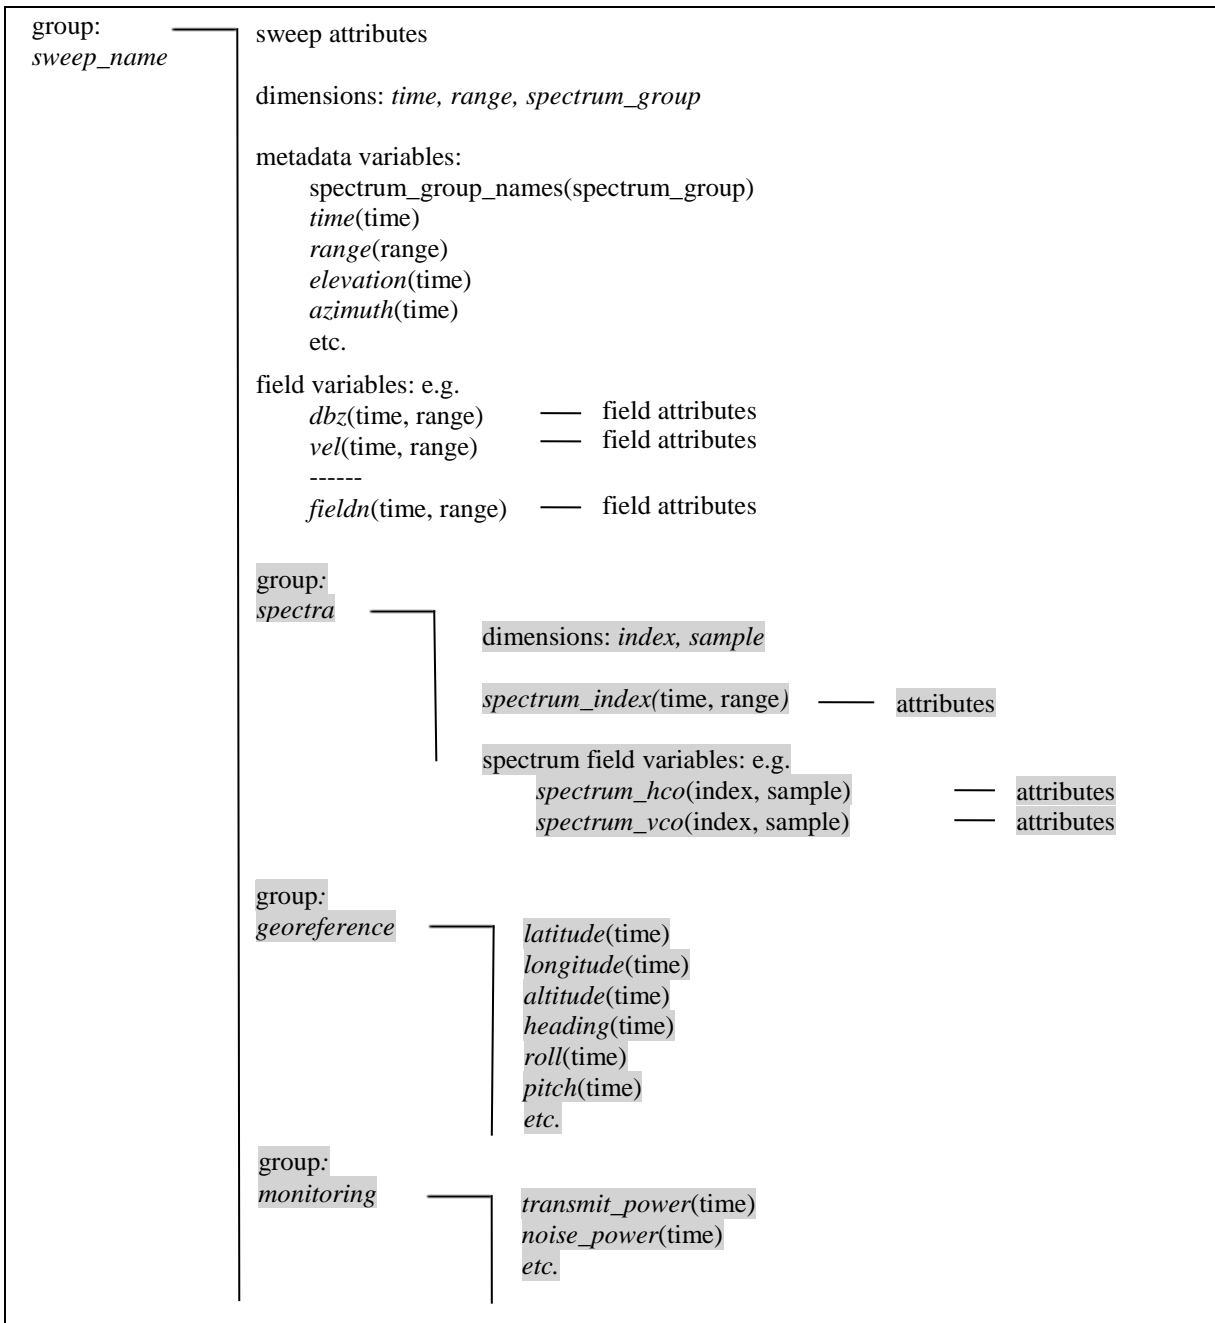 group:
sweep_name
sweep attributes
dimensions: time, range, spectrum_group
metadata variables:
spectrum_group_names(spectrum_group)
time(time)
range(range)
elevation(time)
azimuth(time)
etc.
field variables: e.g.
dbz(time, range) field attributes
vel(time, range) field attributes
------
fieldn(time, range) field attributes
group:
spectra
dimensions: index, sample
spectrum_index(time, range) attributes
spectrum field variables: e.g.
spectrum_hco(index, sample) attributes
spectrum_vco(index, sample) attributes
group:
georeference
latitude(time)
longitude(time)
altitude(time)
heading(time)
roll(time)
pitch(time)
etc.
group:
monitoring
transmit_power(time)
noise_power(time)
etc.